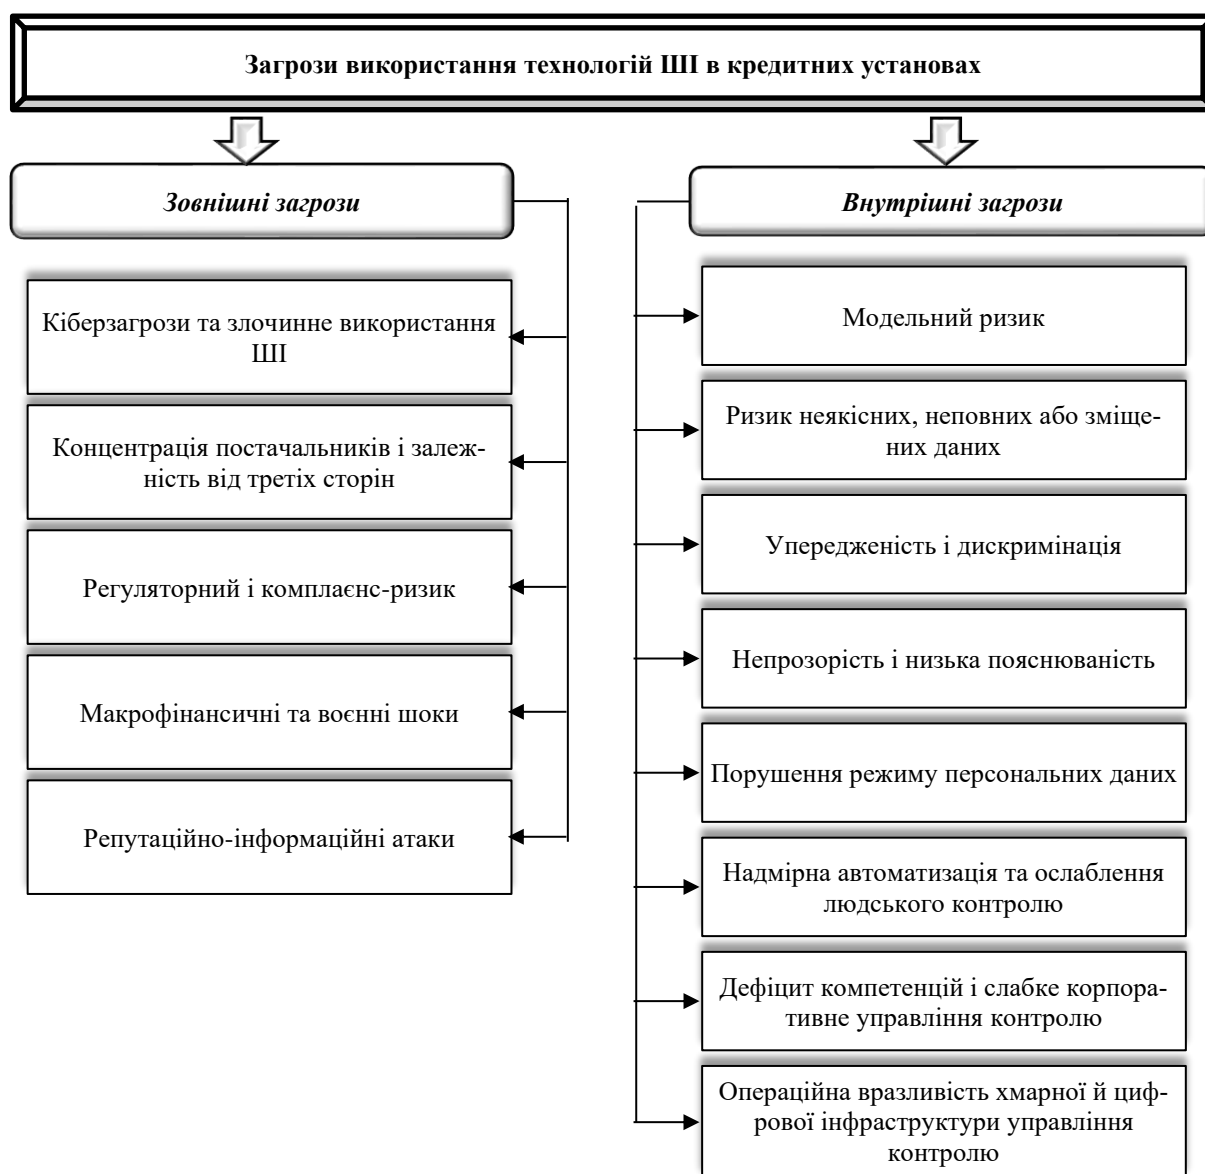 Загрози використання технологій ШІ в кредитних установах
Зовнішні загрози
Кіберзагрози та злочинне використання
ШІ
Концентрація постачальників і залеж-
ність від третіх сторін
Регуляторний і комплаєнс-ризик
Макрофінансичні та воєнні шоки
Репутаційно-інформаційні атаки
Внутрішні загрози
Модельний ризик
Ризик неякісних, неповних або зміще-
них даних
Упередженість і дискримінація
Непрозорість і низька пояснюваність
Порушення режиму персональних даних
Надмірна автоматизація та ослаблення
людського контролю
Дефіцит компетенцій і слабке корпора-
тивне управління контролю
Операційна вразливість хмарної й циф-
рової інфраструктури управління
контролю